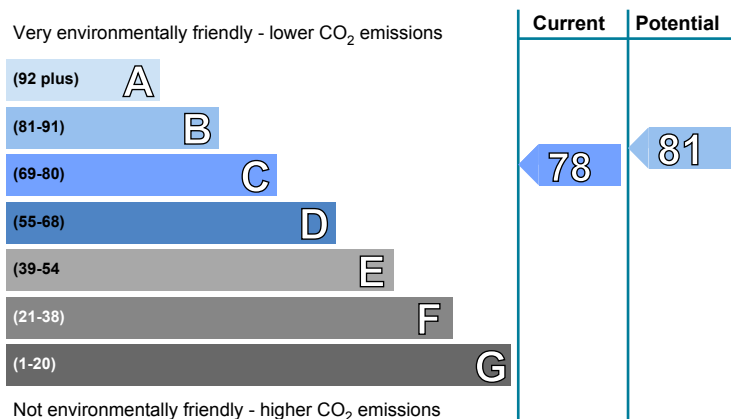 Very environmentally friendly - lower CO2 emissions
Current Potential
(92 plus) A
(81-91) B
(69-80) C
(55-68) D
(39-54 E
(21-38) F
(1-20) G
78
81
Not environmentally friendly - higher CO2 emissions